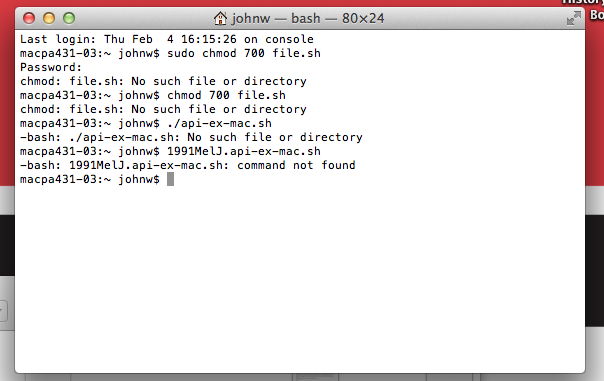 History
Bo
johnw — bash — 80×24
Last login: Thu Feb  4 16:15:26 on console
macpa431-03:~ johnw$ sudo chmod 700 file.sh
Password:
chmod: file.sh: No such file or directory
macpa431-03:~ johnw$ chmod 700 file.sh
chmod: file.sh: No such file or directory
macpa431-03:~ johnw$ ./api-ex-mac.sh
-bash: ./api-ex-mac.sh: No such file or directory
macpa431-03:~ johnw$ 1991MelJ.api-ex-mac.sh
-bash: 1991MelJ.api-ex-mac.sh: command not found
macpa431-03:~ johnw$